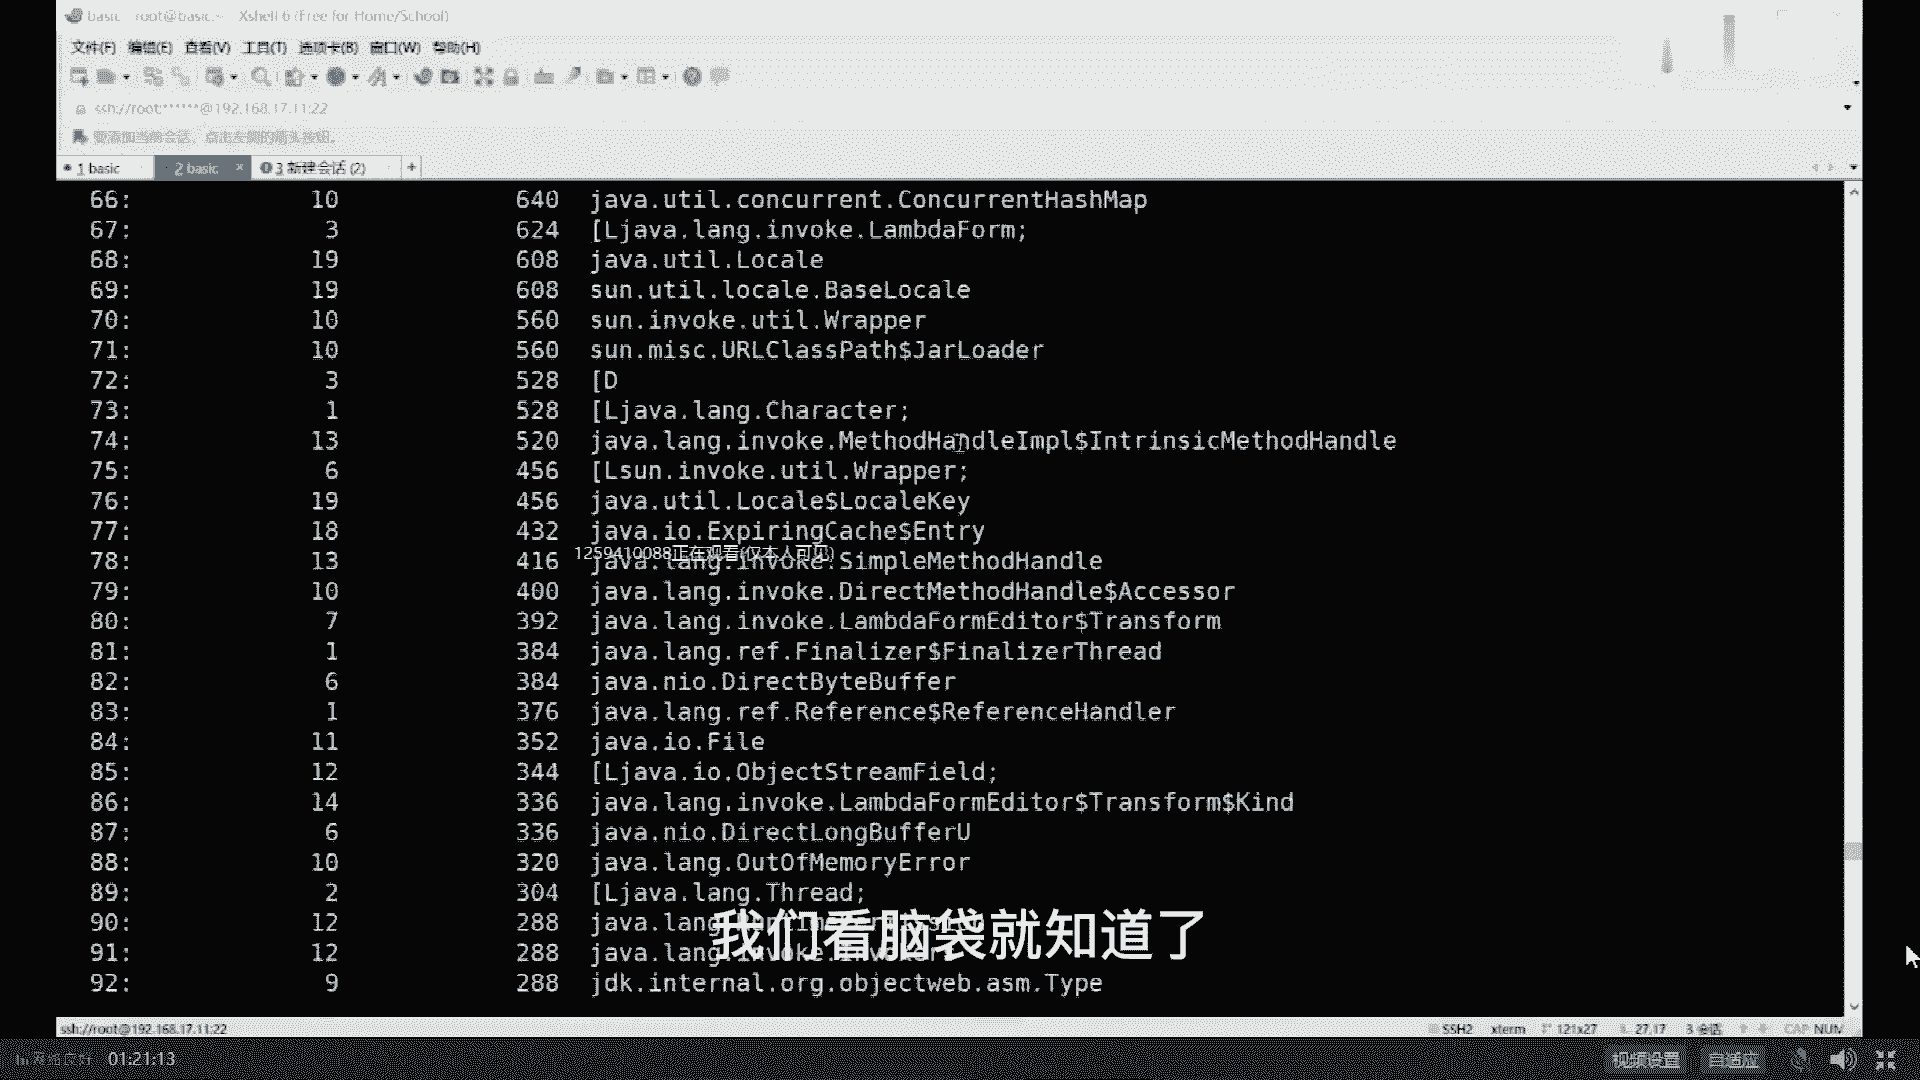 basic - root@basic:~ - Xshell 6 (Free for Home/School)
文件(F) 编辑(E) 查看(V) 工具(T) 选项卡(B) 窗口(W) 帮助(H)
ssh://root:******@192.168.17.11:22
要添加当前会话，点击左侧的箭头按钮。
1 basic 2 basic × 3 新建会话 (2) +
66: 10 640 java.util.concurrent.ConcurrentHashMap
67: 3 624 [Ljava.lang.invoke.LambdaForm;
68: 19 608 java.util.Locale
69: 19 608 sun.util.locale.BaseLocale
70: 10 560 sun.invoke.util.Wrapper
71: 10 560 sun.misc.URLClassPath$JarLoader
72: 3 528 [D
73: 1 528 [Ljava.lang.Character;
74: 13 520 java.lang.invoke.MethodHandleImpl$IntrinsicMethodHandle
75: 6 456 [Lsun.invoke.util.Wrapper;
76: 19 456 java.util.Locale$LocaleKey
77: 18 432 java.io.ExpiringCache$Entry
1259410088正在观看(仅本人可见)
78: 13 416 java.lang.invoke.SimpleMethodHandle
79: 10 400 java.lang.invoke.DirectMethodHandle$Accessor
80: 7 392 java.lang.invoke.LambdaFormEditor$Transform
81: 1 384 java.lang.ref.Finalizer$FinalizerThread
82: 6 384 java.nio.DirectByteBuffer
83: 1 376 java.lang.ref.Reference$ReferenceHandler
84: 11 352 java.io.File
85: 12 344 [Ljava.io.ObjectStreamField;
86: 14 336 java.lang.invoke.LambdaFormEditor$Transform$Kind
87: 6 336 java.nio.DirectLongBufferU
88: 10 320 java.lang.OutOfMemoryError
89: 2 304 [Ljava.lang.Thread;
90: 12 288 java.lang
91: 12 288 java.lang
我们看脑袋就知道了
92: 9 288 jdk.internal.org.objectweb.asm.Type
ssh://root@192.168.17.11:22 SSH2 xterm 121x27 27,17 3 会话 CAP NUM
01:21:13 视频设置 自适应